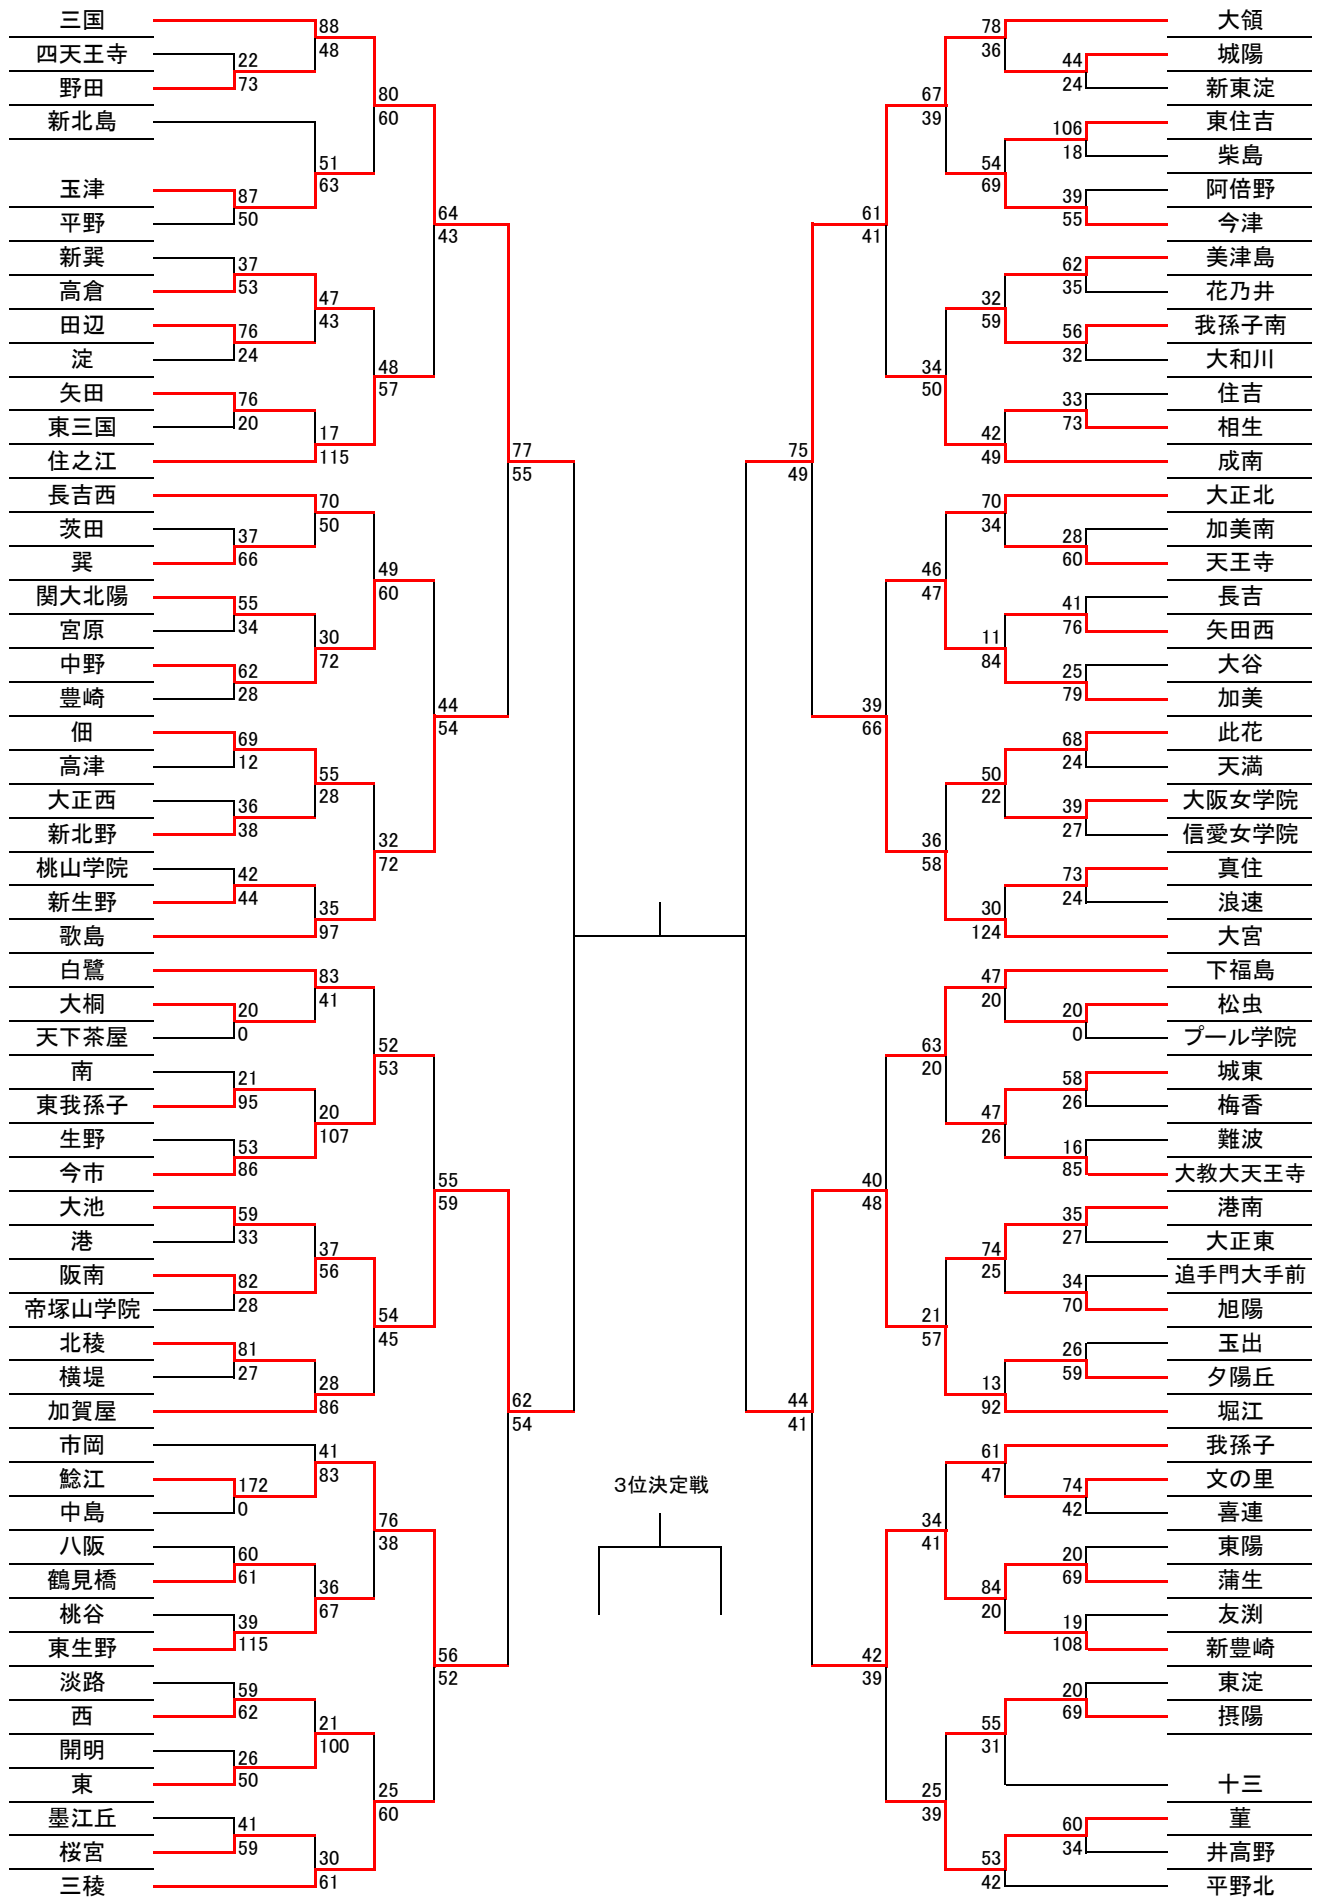 三国
四天王寺
野田
新北島
玉津
平野
新巽
高倉
田辺
淀
矢田
東三国
住之江
長吉西
茨田
巽
関大北陽
宮原
中野
豊崎
佃
高津
大正西
新北野
桃山学院
新生野
歌島
白鷺
大桐
天下茶屋
南
東我孫子
生野
今市
大池
港
阪南
帝塚山学院
北稜
横堤
加賀屋
市岡
鯰江
中島
八阪
鶴見橋
桃谷
東生野
淡路
西
開明
東
墨江丘
桜宮
三稜
22
73
87
50
37
53
76
24
76
20
37
66
55
34
62
28
69
12
36
38
42
44
20
0
21
95
53
86
59
33
82
28
81
27
172
0
60
61
39
115
59
62
26
50
41
59
88
48
51
63
47
43
17
115
70
50
30
72
55
28
35
97
83
41
20
107
37
56
28
86
41
83
36
67
21
100
30
61
80
60
48
57
49
60
32
72
52
53
54
45
76
38
25
60
64
43
44
54
55
59
56
52
77
55
62
54
3位決定戦
75
49
44
41
61
41
39
66
40
48
42
39
67
39
34
50
46
47
36
58
63
20
21
57
34
41
25
39
78
36
54
69
32
59
42
49
70
34
11
84
50
22
30
124
47
20
47
26
74
25
13
92
61
47
84
20
55
31
53
42
44
24
106
18
39
55
62
35
56
32
33
73
28
60
41
76
25
79
68
24
39
27
73
24
20
0
58
26
16
85
35
27
34
70
26
59
74
42
20
69
19
108
20
69
60
34
大領
城陽
新東淀
東住吉
柴島
阿倍野
今津
美津島
花乃井
我孫子南
大和川
住吉
相生
成南
大正北
加美南
天王寺
長吉
矢田西
大谷
加美
此花
天満
大阪女学院
信愛女学院
真住
浪速
大宮
下福島
松虫
プール学院
城東
梅香
難波
大教大天王寺
港南
大正東
追手門大手前
旭陽
玉出
夕陽丘
堀江
我孫子
文の里
喜連
東陽
蒲生
友渕
新豊崎
東淀
摂陽
十三
菫
井高野
平野北